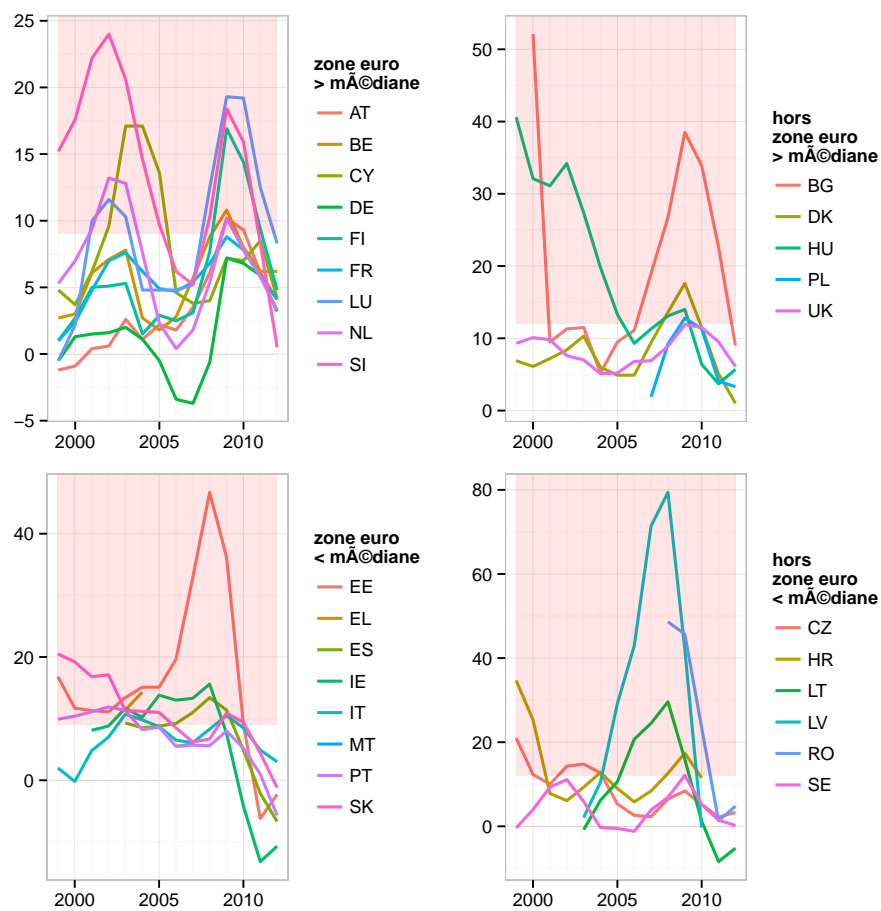 25
20
15
10
5
0
−5
2000
2005
2010
zone euro
> mÃ©diane
AT
BE
CY
DE
FI
FR
LU
NL
SI
50
40
30
20
10
0
2000
2005
2010
hors
zone euro
> mÃ©diane
BG
DK
HU
PL
UK
40
20
0
2000
2005
2010
zone euro
< mÃ©diane
EE
EL
ES
IE
IT
MT
PT
SK
80
60
40
20
0
2000
2005
2010
hors
zone euro
< mÃ©diane
CZ
HR
LT
LV
RO
SE